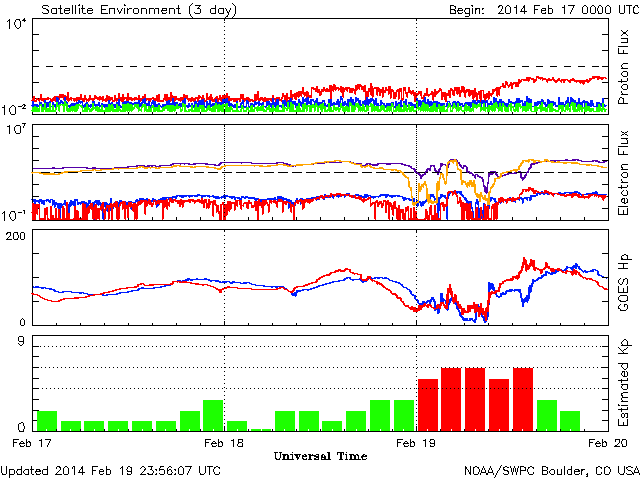 Satellite Environment (3 day)
Begin: 2014 Feb 17 0000 UTC
10⁴
10⁻²
Proton Flux
10⁷
10⁻¹
Electron Flux
200
0
GOES Hp
9
0
Estimated Kp
Feb 17
Feb 18
Feb 19
Feb 20
Universal Time
Updated 2014 Feb 19 23:56:07 UTC
NOAA/SWPC Boulder, CO USA